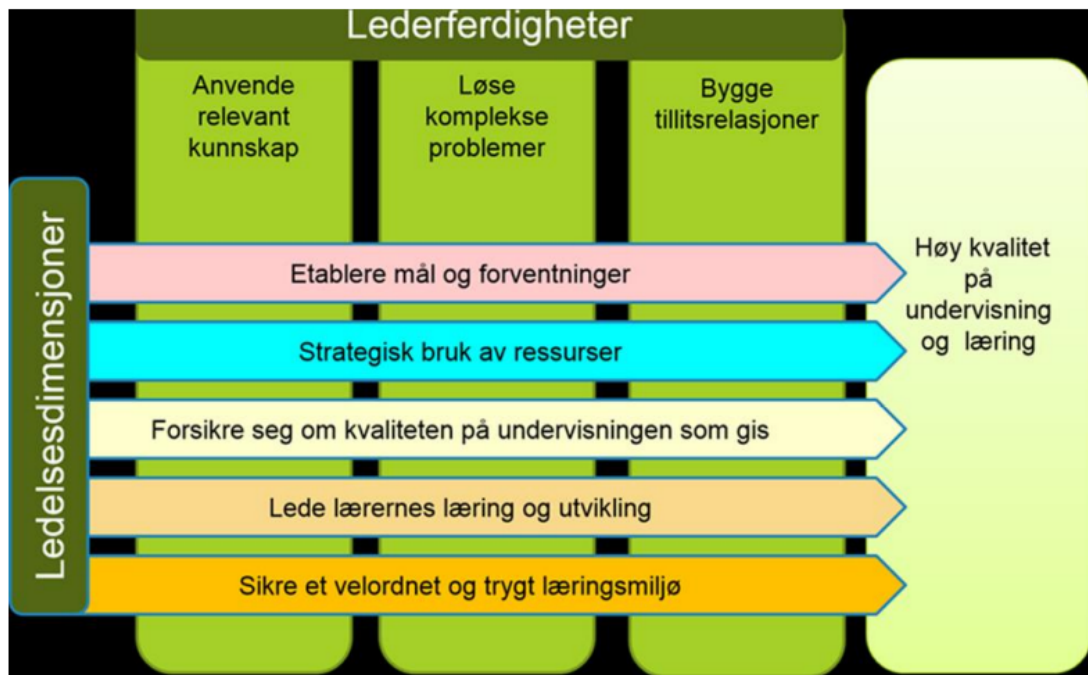 Lederferdigheter
Anvende
relevant
kunnskap
Løse
komplekse
problemer
Bygge
tillitsrelasjoner
Ledelsesdimensjoner
Etablere mål og forventninger
Strategisk bruk av ressurser
Forsikre seg om kvaliteten på undervisningen som gis
Lede lærernes læring og utvikling
Sikre et velordnet og trygt læringsmiljø
Høy kvalitet
på
undervisning
og læring